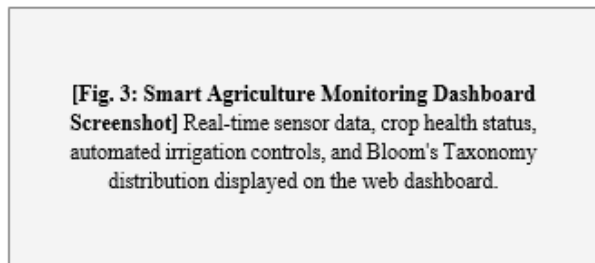 [Fig. 3: Smart Agriculture Monitoring Dashboard
Screenshot] Real-time sensor data, crop health status,
automated irrigation controls, and Bloom's Taxonomy
distribution displayed on the web dashboard.